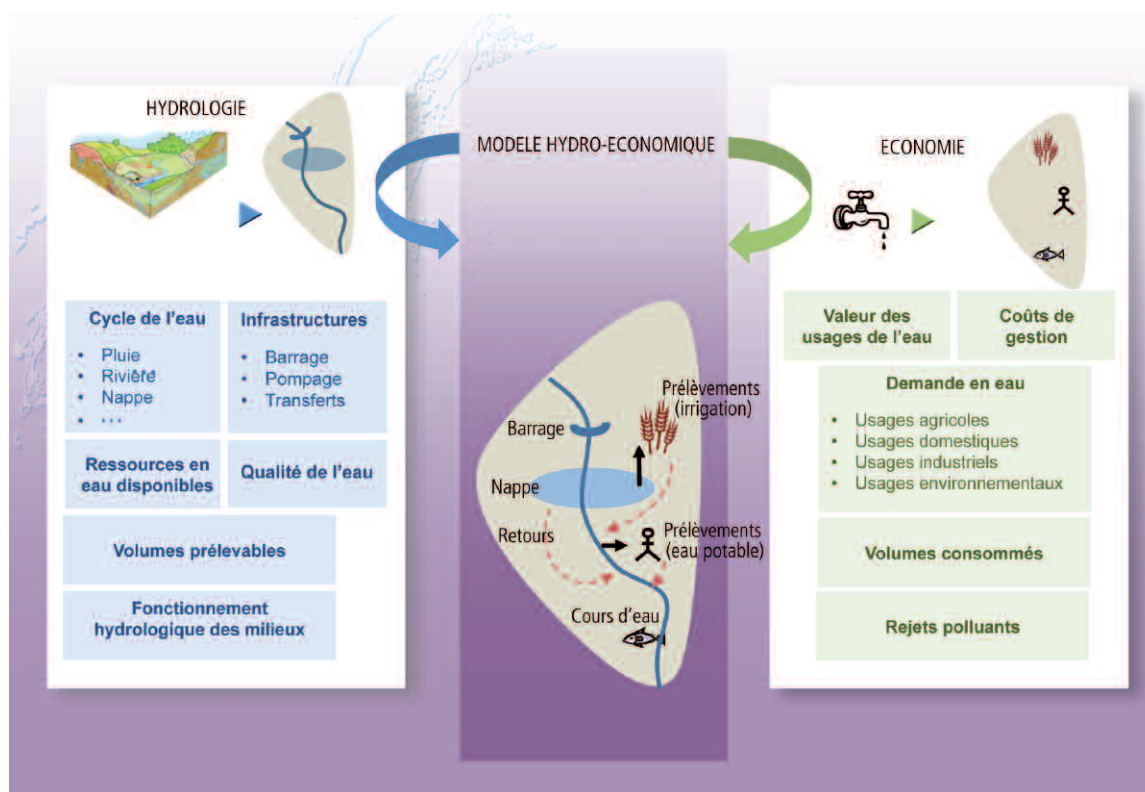 HYDROLOGIE
Cycle de l'eau
• Pluie
• Rivière
• Nappe
• ...
Infrastructures
• Barrage
• Pompage
• Transferts
Ressources en
eau disponibles
Qualité de l'eau
Volumes prélevables
Fonctionnement
hydrologique des milieux
MODELE HYDRO-ECONOMIQUE
Prélèvements
(irrigation)
Barrage
Nappe
Retours
Prélèvements
(eau potable)
Cours d'eau
ECONOMIE
Valeur des
usages de l'eau
Coûts de
gestion
Demande en eau
• Usages agricoles
• Usages domestiques
• Usages industriels
• Usages environnementaux
Volumes consommés
Rejets polluants